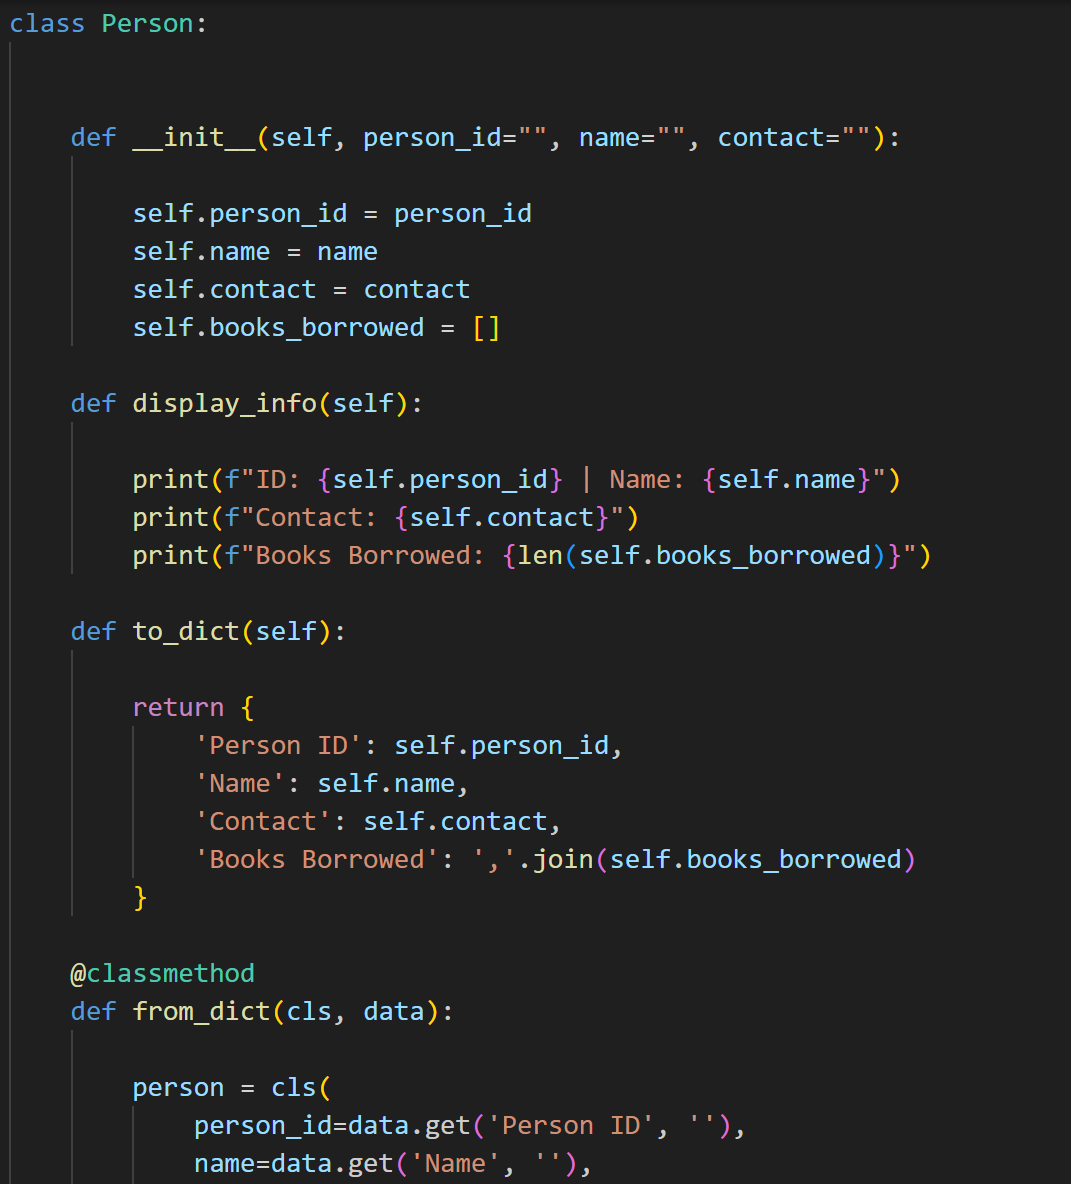 class Person:
    def __init__(self, person_id="", name="", contact=""):
        self.person_id = person_id
        self.name = name
        self.contact = contact
        self.books_borrowed = []
    def display_info(self):
        print(f"ID: {self.person_id} | Name: {self.name}")
        print(f"Contact: {self.contact}")
        print(f"Books Borrowed: {len(self.books_borrowed)}")
    def to_dict(self):
        return {
            'Person ID': self.person_id,
            'Name': self.name,
            'Contact': self.contact,
            'Books Borrowed': ','.join(self.books_borrowed)
        }
    @classmethod
    def from_dict(cls, data):
        person = cls(
            person_id=data.get('Person ID', ''),
            name=data.get('Name', ''),